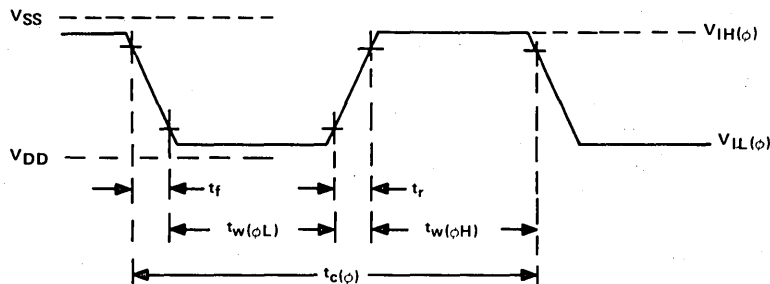 VSS
VIH(ϕ)
VDD
VIL(ϕ)
tf
tr
tw(ϕL)
tw(ϕH)
tc(ϕ)